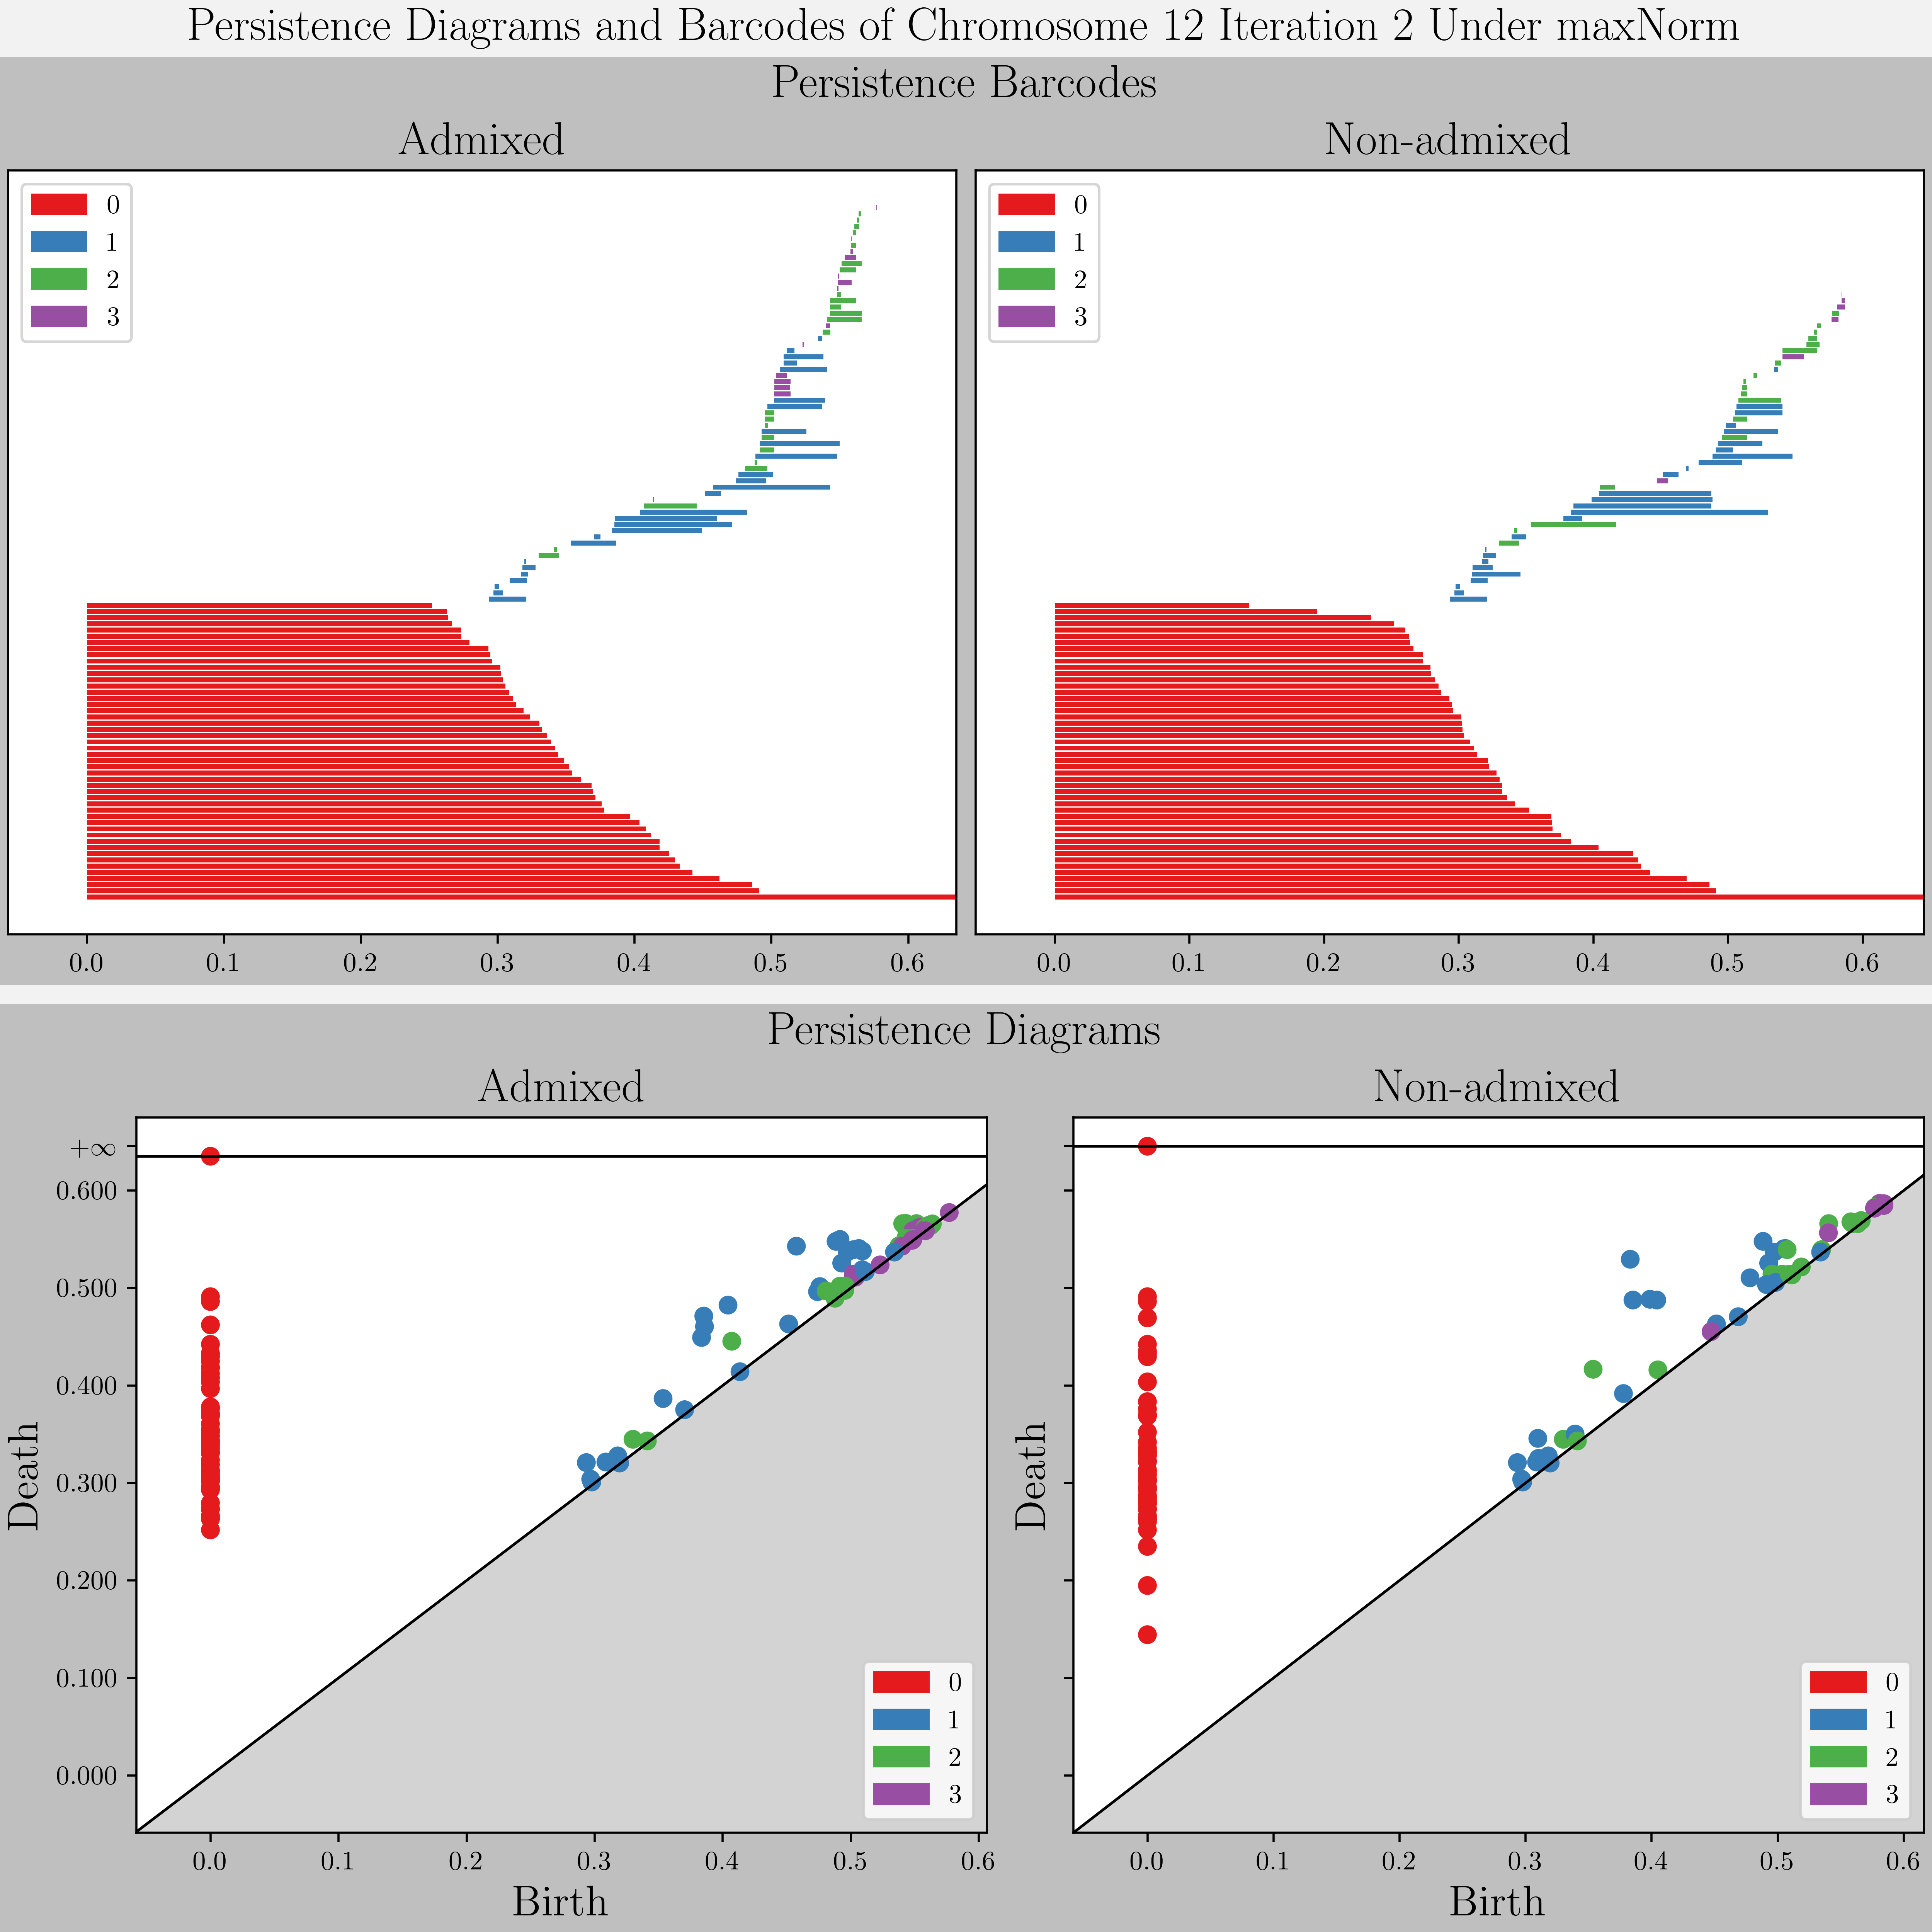 Persistence Diagrams and Barcodes of Chromosome 12 Iteration 2 Under maxNorm
Persistence Barcodes
Admixed
Non-admixed
0
1
2
3
0
1
2
3
0.0 0.1 0.2 0.3 0.4 0.5 0.6
0.0 0.1 0.2 0.3 0.4 0.5 0.6
Persistence Diagrams
Admixed
Non-admixed
+∞
0.600
0.500
0.400
0.300
0.200
0.100
0.000
Death
Death
0
1
2
3
0
1
2
3
0.0 0.1 0.2 0.3 0.4 0.5 0.6
0.0 0.1 0.2 0.3 0.4 0.5 0.6
Birth
Birth